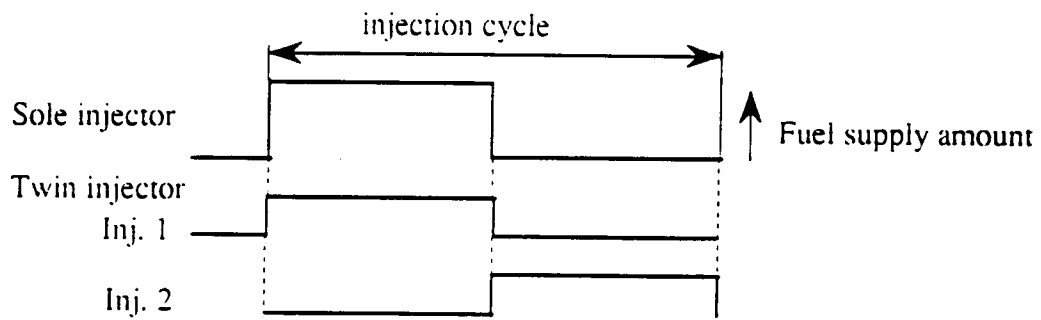 injection cycle
Sole injector
Fuel supply amount
Twin injector
Inj. 1
Inj. 2